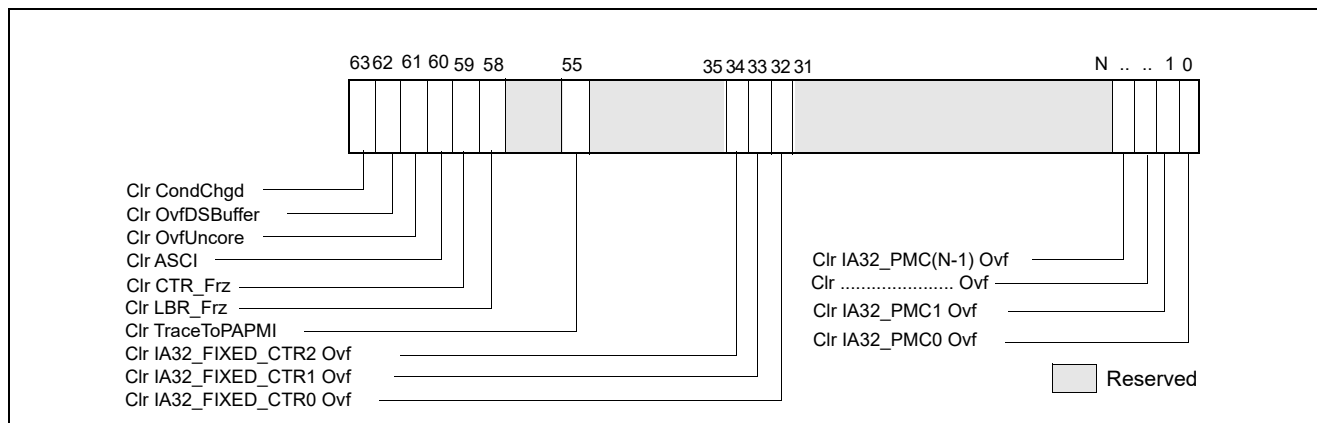 63 62 61 60 59 58 55 35 34 33 32 31 N .. .. 1 0
Clr CondChgd
Clr OvfDSBuffer
Clr OvfUncore
Clr ASCI
Clr CTR_Frz
Clr LBR_Frz
Clr TraceToPAPMI
Clr IA32_FIXED_CTR2 Ovf
Clr IA32_FIXED_CTR1 Ovf
Clr IA32_FIXED_CTR0 Ovf
Clr IA32_PMC(N-1) Ovf
Clr ...................... Ovf
Clr IA32_PMC1 Ovf
Clr IA32_PMC0 Ovf
Reserved